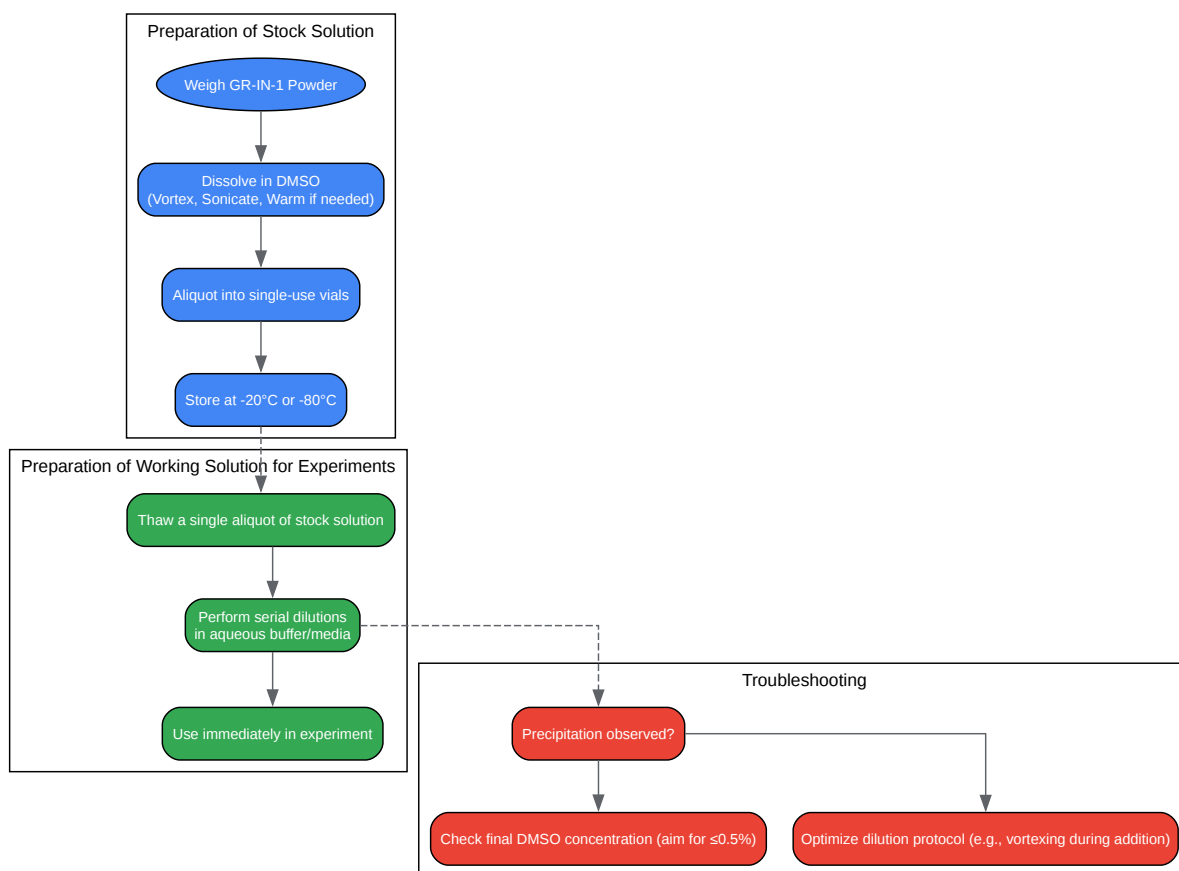 Preparation of Stock Solution
Weigh GR-IN-1 Powder
Dissolve in DMSO
(Vortex, Sonicate, Warm if needed)
Aliquot into single-use vials
Store at -20°C or -80°C
Preparation of Working Solution for Experiments
Thaw a single aliquot of stock solution
Perform serial dilutions
in aqueous buffer/media
Use immediately in experiment
Troubleshooting
Precipitation observed?
Check final DMSO concentration (aim for ≤0.5%)
Optimize dilution protocol (e.g., vortexing during addition)